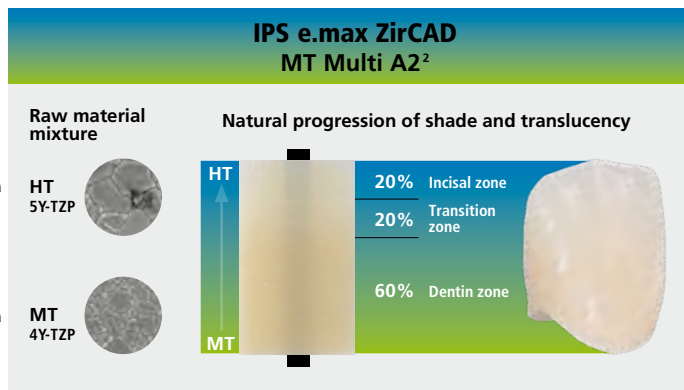 IPS e.max ZirCAD
MT Multi A2²
Raw material
mixture
Natural progression of shade and translucency
HT
5Y-TZP
MT
4Y-TZP
HT
MT
20% Incisal zone
20% Transition
zone
60% Dentin zone